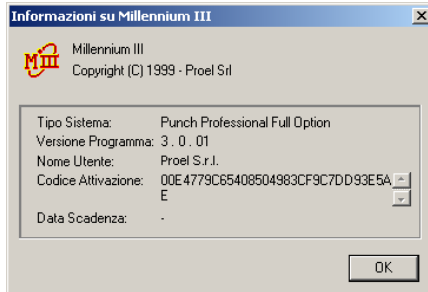 Informazioni su Millennium III
MIII
Millennium III
Copyright (C) 1999 - Proel Srl
Tipo Sistema: Punch Professional Full Option
Versione Programma: 3 . 0 . 01
Nome Utente: Proel S.r.l.
Codice Attivazione: 00E4779C65408504983CF9C7DD93E5A
E
Data Scadenza: -
OK